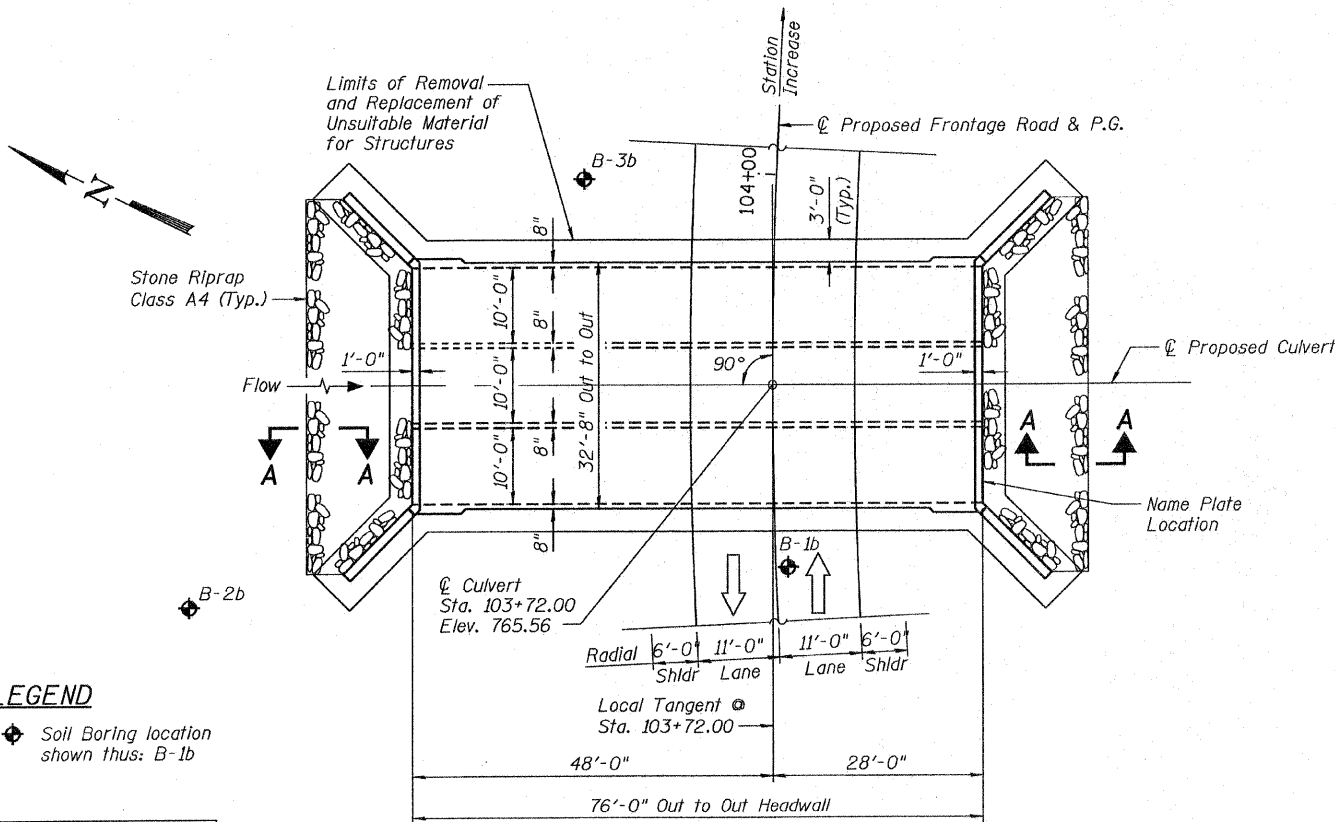 Station
Increase
Limits of Removal
and Replacement of
Unsuitable Material
for Structures
℄ Proposed Frontage Road & P.G.
B-3b
104+00
3'-0"
(Typ.)
N
8"
Stone Riprap
Class A4 (Typ.)
10'-0"
8"
32'-8" Out to Out
1'-0"
90°
1'-0"
℄ Proposed Culvert
Flow
10'-0"
A
A
8"
10'-0"
A
A
Name Plate
Location
8"
B-1b
B-2b
℄ Culvert
Sta. 103+72.00
Elev. 765.56
Radial
6'-0"
11'-0"
11'-0"
6'-0"
Shldr
Lane
Lane
Shldr
LEGEND
Local Tangent @
Sta. 103+72.00
Soil Boring location
shown thus: B-1b
48'-0"
28'-0"
76'-0" Out to Out Headwall